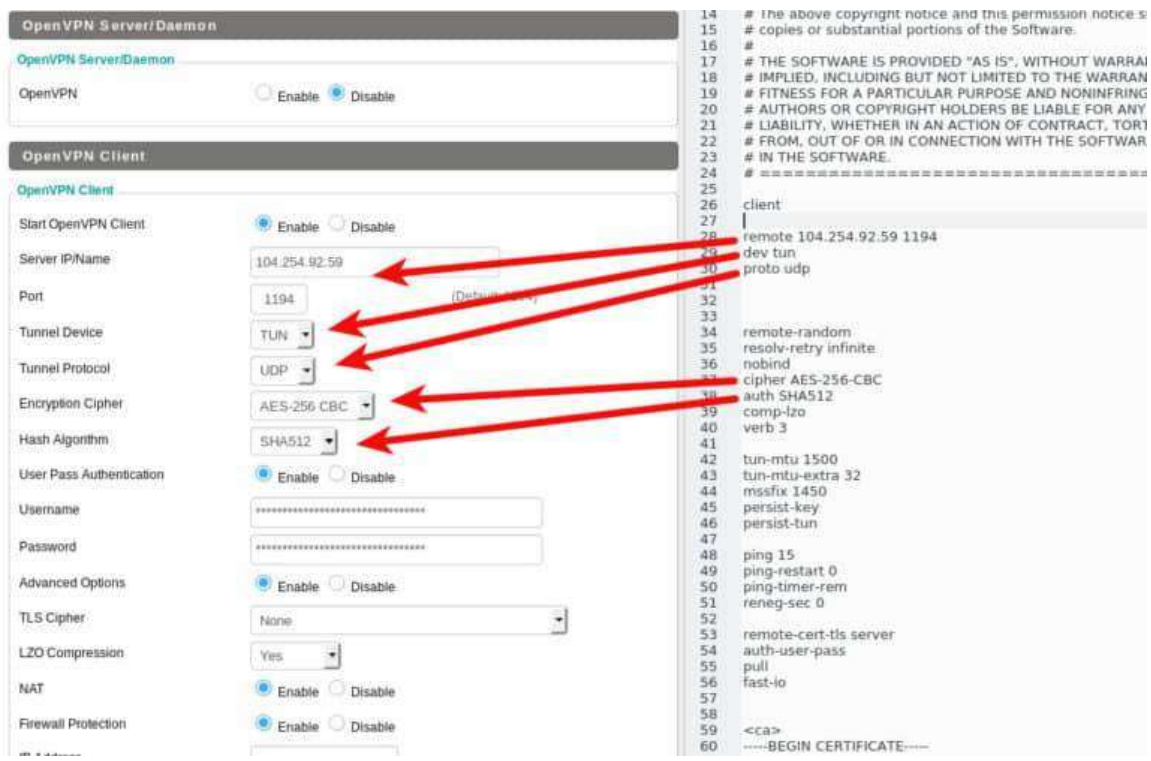 OpenVPN Server/Daemon
OpenVPN Server/Daemon
OpenVPN Enable Disable
OpenVPN Client
OpenVPN Client
Start OpenVPN Client Enable Disable
Server IP/Name 104.254.92.59
Port 1194 (Default:
Tunnel Device TUN
Tunnel Protocol UDP
Encryption Cipher AES-256 CBC
Hash Algorithm SHA512
User Pass Authentication Enable Disable
Username ********************************
Password ********************************
Advanced Options Enable Disable
TLS Cipher None
LZO Compression Yes
NAT Enable Disable
Firewall Protection Enable Disable
IP Address
14 # The above copyright notice and this permission notice s
15 # copies or substantial portions of the Software.
16 #
17 # THE SOFTWARE IS PROVIDED "AS IS", WITHOUT WARRA
18 # IMPLIED, INCLUDING BUT NOT LIMITED TO THE WARRAN
19 # FITNESS FOR A PARTICULAR PURPOSE AND NONINFRING
20 # AUTHORS OR COPYRIGHT HOLDERS BE LIABLE FOR ANY
21 # LIABILITY, WHETHER IN AN ACTION OF CONTRACT, TORT
22 # FROM, OUT OF OR IN CONNECTION WITH THE SOFTWAR
23 # IN THE SOFTWARE.
24 # ==================================
25
26 client
27
28 remote 104.254.92.59 1194
29 dev tun
30 proto udp
31
32
33
34 remote-random
35 resolv-retry infinite
36 nobind
37 cipher AES-256-CBC
38 auth SHA512
39 comp-lzo
40 verb 3
41
42 tun-mtu 1500
43 tun-mtu-extra 32
44 mssfix 1450
45 persist-key
46 persist-tun
47
48 ping 15
49 ping-restart 0
50 ping-timer-rem
51 reneg-sec 0
52
53 remote-cert-tls server
54 auth-user-pass
55 pull
56 fast-io
57
58
59 <ca>
60 -----BEGIN CERTIFICATE-----